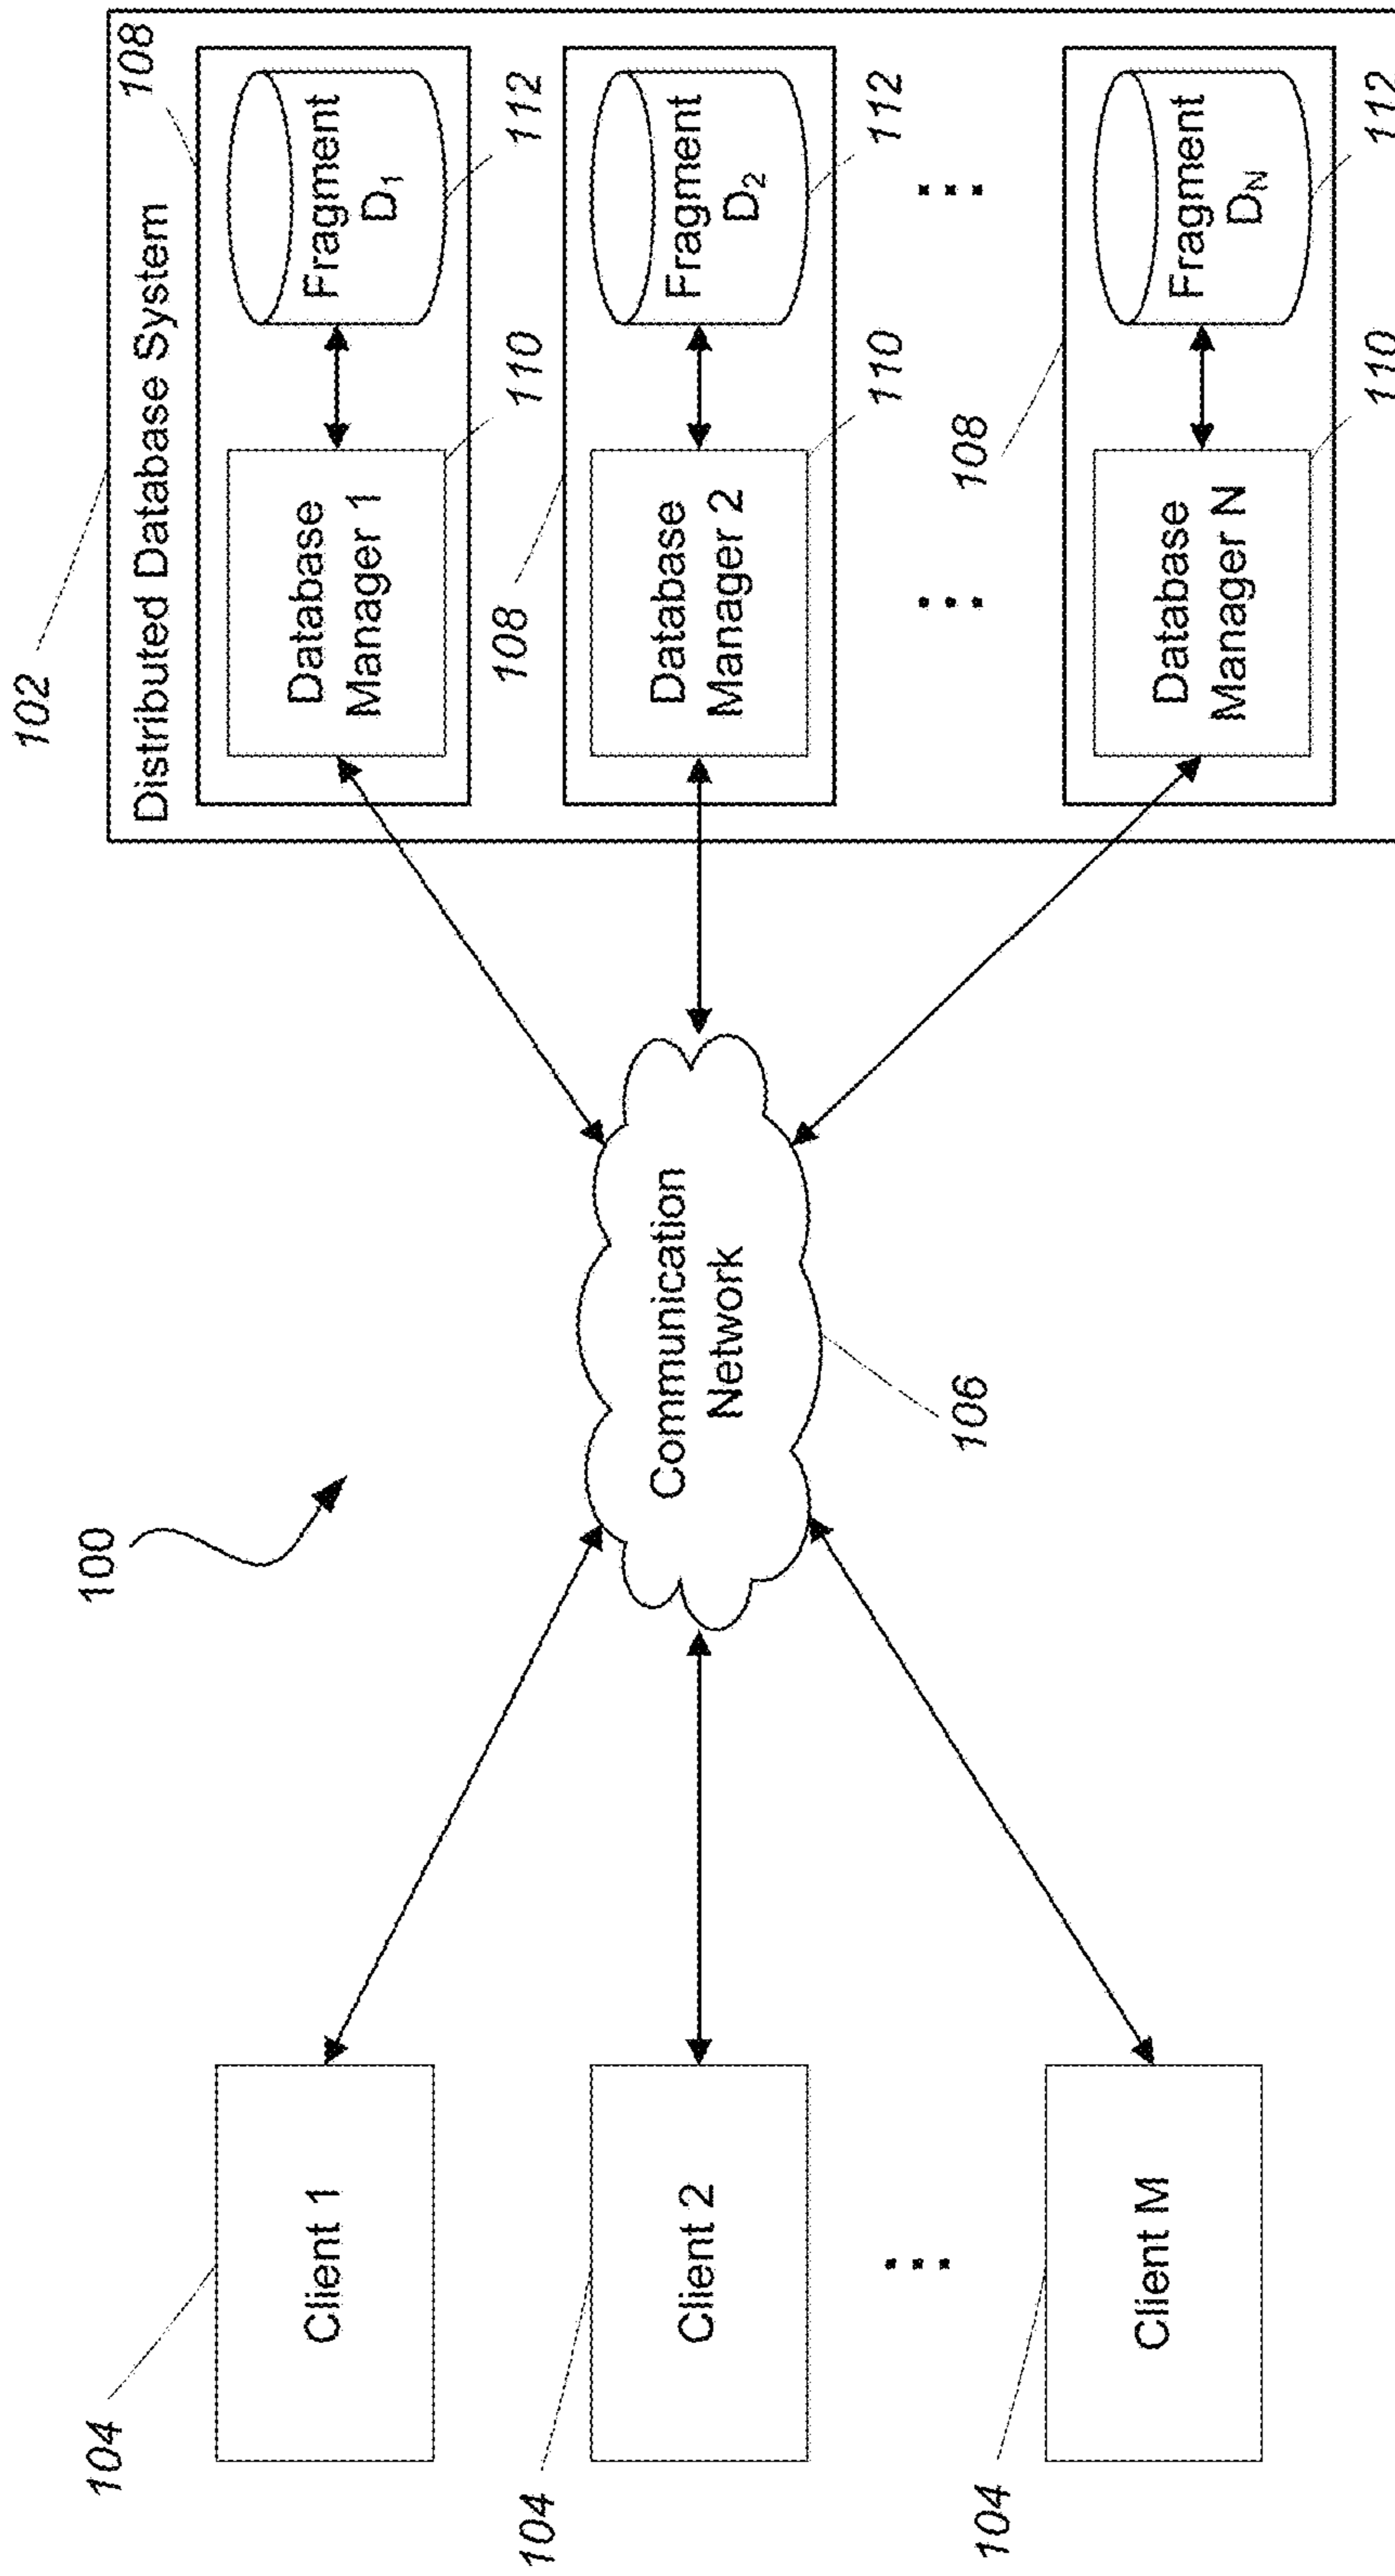 100
102
Distributed Database System
108
Database
Manager 1
Fragment
D1
110
112
108
Database
Manager 2
Fragment
D2
110
112
108
Database
Manager N
Fragment
DN
110
112
Communication
Network
106
104
Client 1
104
Client 2
104
Client M